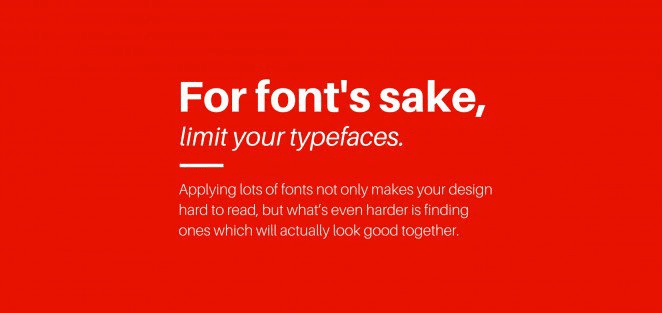 For font's sake,
limit your typefaces.
Applying lots of fonts not only makes your design
hard to read, but what’s even harder is finding
ones which will actually look good together.